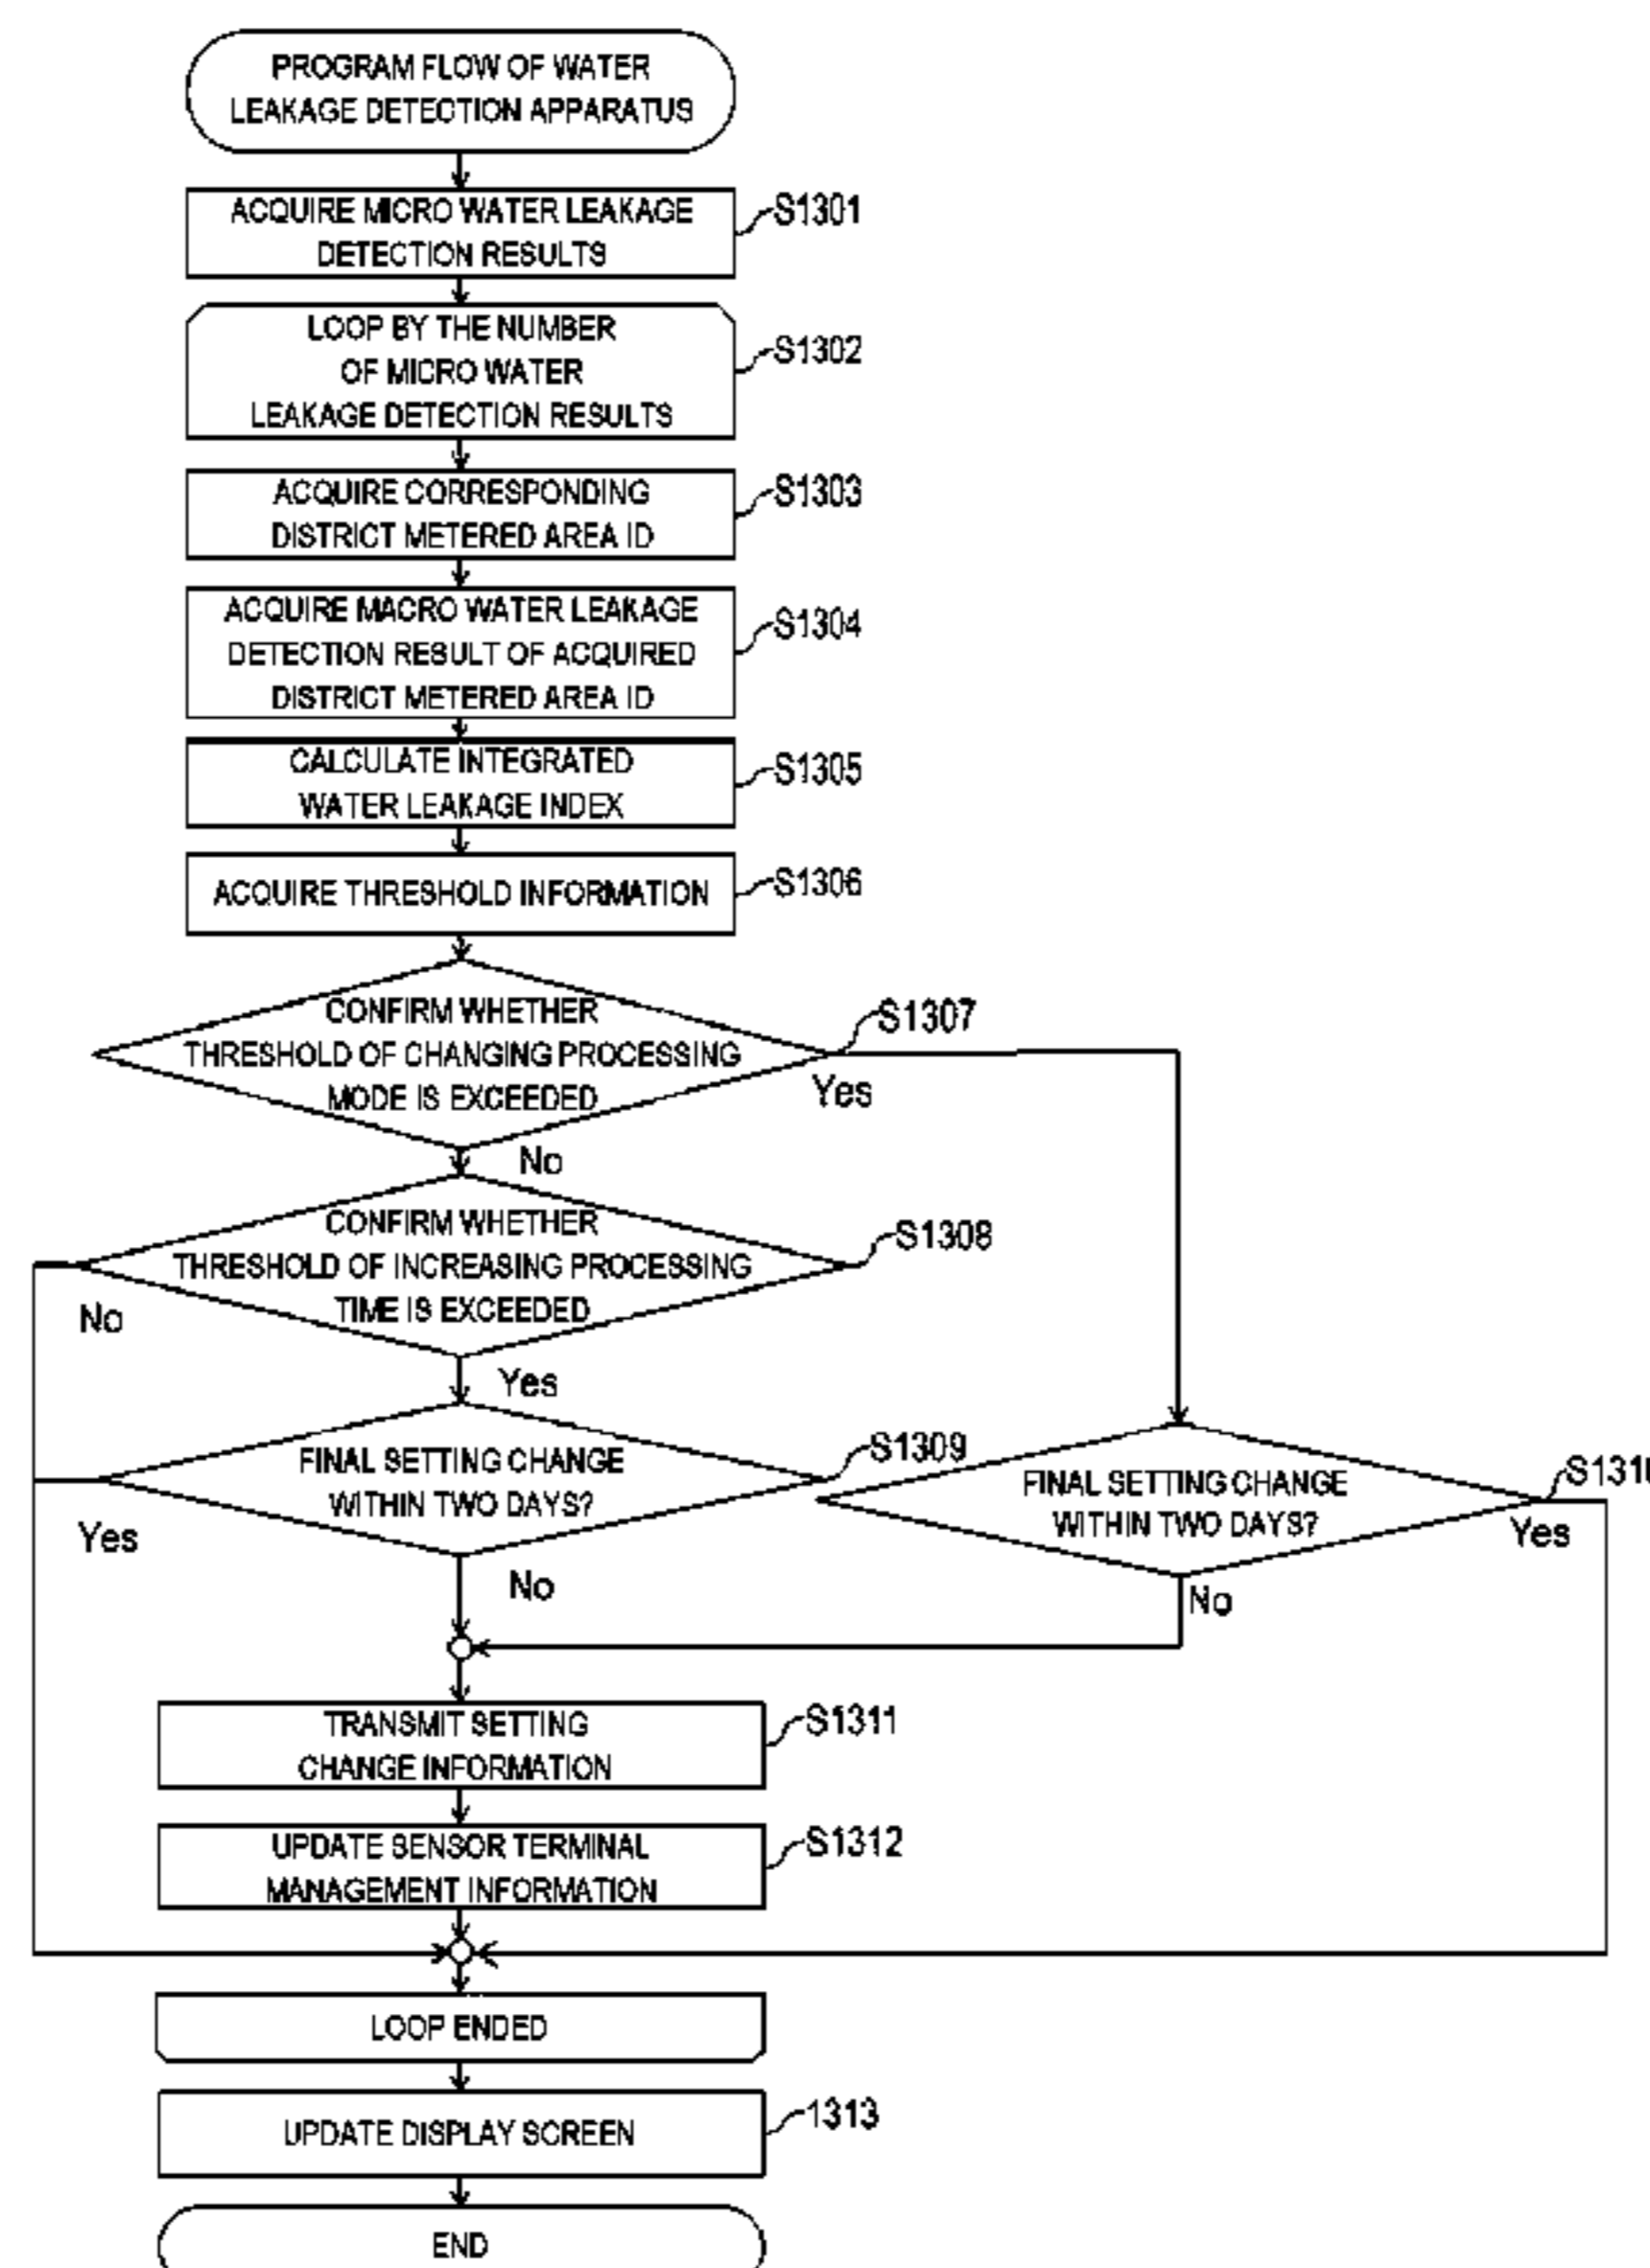 PROGRAM FLOW OF WATER
LEAKAGE DETECTION APPARATUS
ACQUIRE MICRO WATER LEAKAGE
DETECTION RESULTS
S1301
LOOP BY THE NUMBER
OF MICRO WATER
LEAKAGE DETECTION RESULTS
S1302
ACQUIRE CORRESPONDING
DISTRICT METERED AREA ID
S1303
ACQUIRE MACRO WATER LEAKAGE
DETECTION RESULT OF ACQUIRED
DISTRICT METERED AREA ID
S1304
CALCULATE INTEGRATED
WATER LEAKAGE INDEX
S1305
ACQUIRE THRESHOLD INFORMATION
S1306
CONFIRM WHETHER
THRESHOLD OF CHANGING PROCESSING
MODE IS EXCEEDED
S1307
Yes
No
CONFIRM WHETHER
THRESHOLD OF INCREASING PROCESSING
TIME IS EXCEEDED
S1308
No
Yes
FINAL SETTING CHANGE
WITHIN TWO DAYS?
S1309
Yes
No
FINAL SETTING CHANGE
WITHIN TWO DAYS?
Yes
No
TRANSMIT SETTING
CHANGE INFORMATION
S1311
UPDATE SENSOR TERMINAL
MANAGEMENT INFORMATION
S1312
LOOP ENDED
UPDATE DISPLAY SCREEN
1313
END